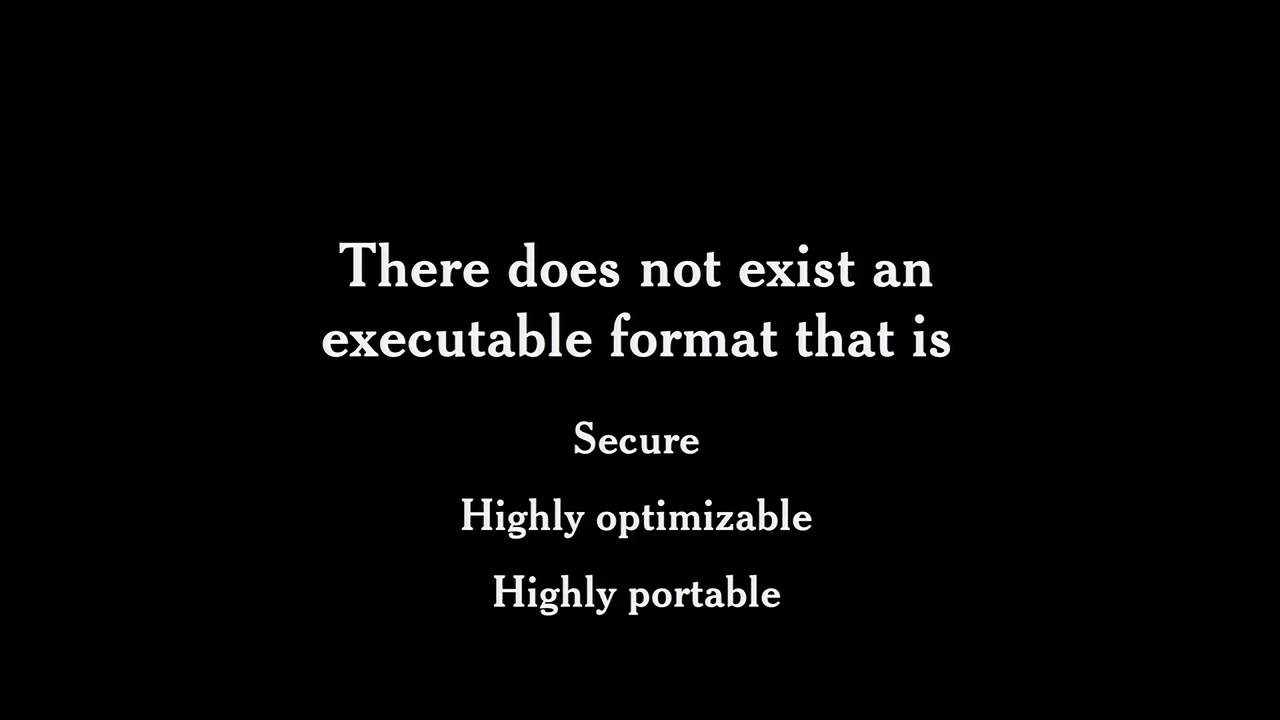 There does not exist an
executable format that is
Secure
Highly optimizable
Highly portable